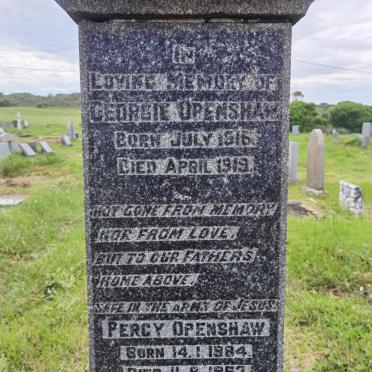 IN
LOVING MEMORY OF
GEORGIE OPENSHAW
BORN JULY 1916
DIED APRIL 1919.
NOT GONE FROM MEMORY
NOR FROM LOVE,
BUT TO OUR FATHERS
HOME ABOVE.
SAFE IN THE ARMS OF JESUS
PERCY OPENSHAW
BORN 14.1.1884
DIED